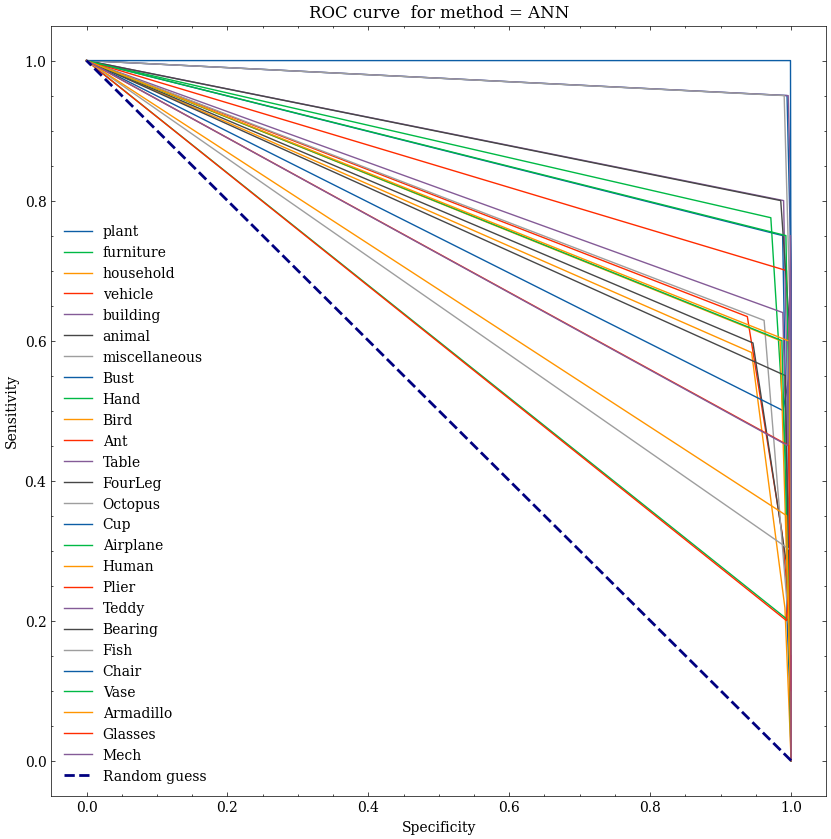 ROC curve  for method = ANN
1.0
0.8
0.6
0.4
0.2
0.0
Sensitivity
plant
furniture
household
vehicle
building
animal
miscellaneous
Bust
Hand
Bird
Ant
Table
FourLeg
Octopus
Cup
Airplane
Human
Plier
Teddy
Bearing
Fish
Chair
Vase
Armadillo
Glasses
Mech
Random guess
0.0 0.2 0.4 0.6 0.8 1.0
Specificity